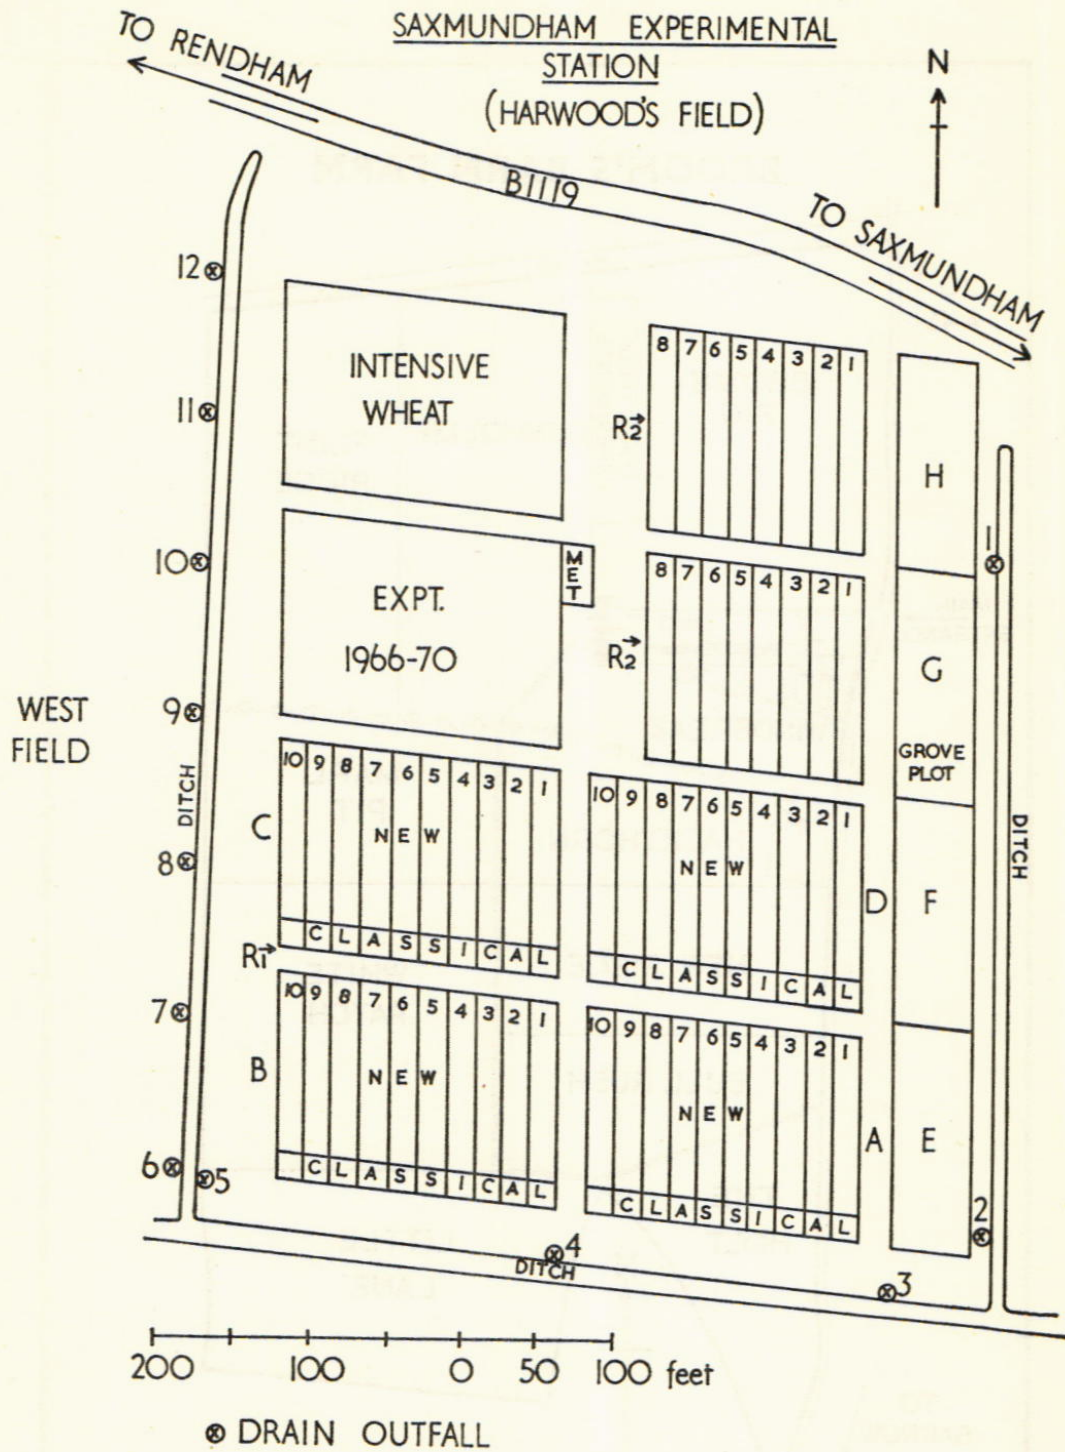 SAXMUNDHAM EXPERIMENTAL
STATION
(HARWOOD'S FIELD)
TO RENDHAM
N
B1119
TO SAXMUNDHAM
12
INTENSIVE
WHEAT
8 7 6 5 4 3 2 1
11
R2
H
1
10
EXPT.
1966-70
MET
8 7 6 5 4 3 2 1
R2
G
GROVE
PLOT
WEST
FIELD
9
DITCH
10 9 8 7 6 5 4 3 2 1
10 9 8 7 6 5 4 3 2 1
C
NEW
NEW
DITCH
8
D
F
CLASSICAL
CLASSICAL
R1
7
10 9 8 7 6 5 4 3 2 1
10 9 8 7 6 5 4 3 2 1
B
NEW
NEW
A
E
CLASSICAL
CLASSICAL
6
5
2
4
DITCH
3
200 100 0 50 100 feet
⊗ DRAIN OUTFALL